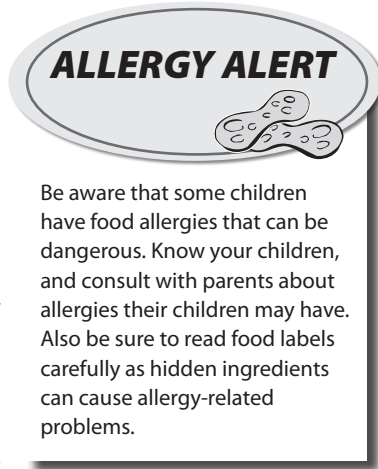 ALLERGY ALERT
Be aware that some children
have food allergies that can be
dangerous. Know your children,
and consult with parents about
allergies their children may have.
Also be sure to read food labels
carefully as hidden ingredients
can cause allergy-related
problems.